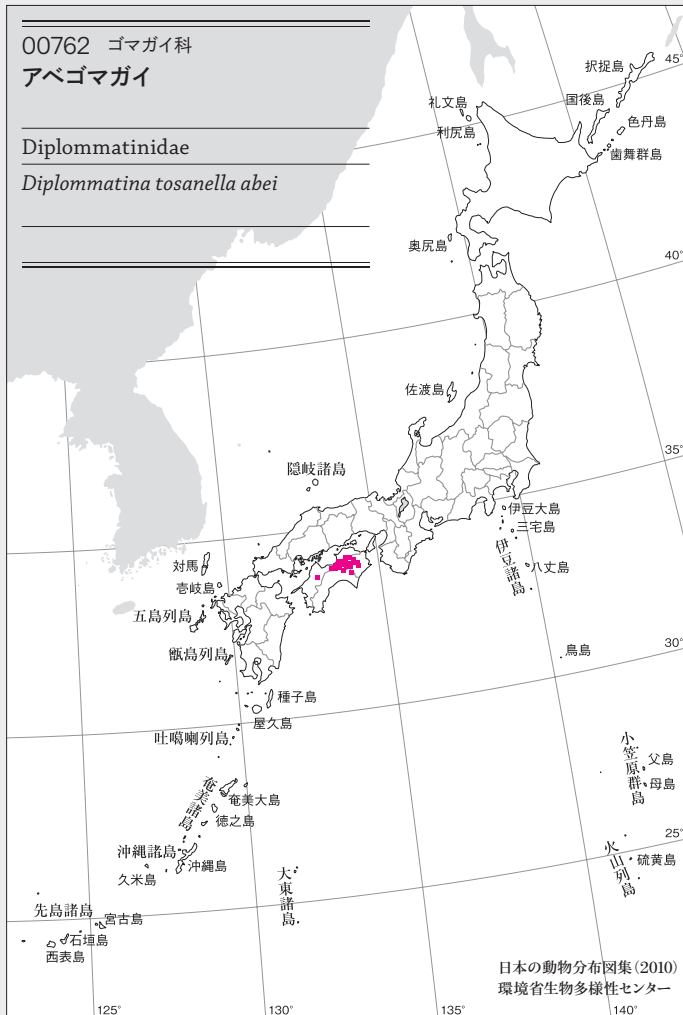 00762 ゴマガイ科
アベゴマガイ
Diplommatinidae
Diplommatina tosanella abei
択捉島
45°
礼文島
国後島
色丹島
利尻島
歯舞群島
奥尻島
40°
佐渡島
35°
隠岐諸島
伊豆大島
三宅島
伊豆諸島
八丈島
対馬
壱岐島
五島列島
甑島列島
鳥島
30°
種子島
屋久島
吐噶喇列島
小笠原群島
父島
母島
奄美諸島
奄美大島
徳之島
25°
沖縄諸島
沖縄島
久米島
火山列島
硫黄島
大東諸島
先島諸島
宮古島
石垣島
西表島
日本の動物分布図集(2010)
環境省生物多様性センター
125°
130°
135°
140°